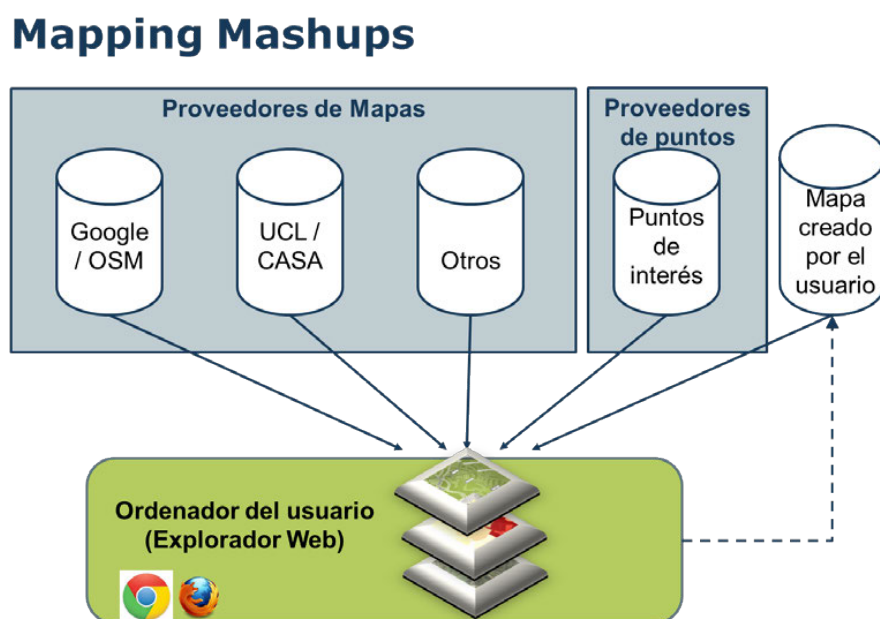 Mapping Mashups
Proveedores de Mapas
Proveedores
de puntos
Google
/ OSM
UCL /
CASA
Otros
Puntos
de
interés
Mapa
creado
por el
usuario
Ordenador del usuario
(Explorador Web)